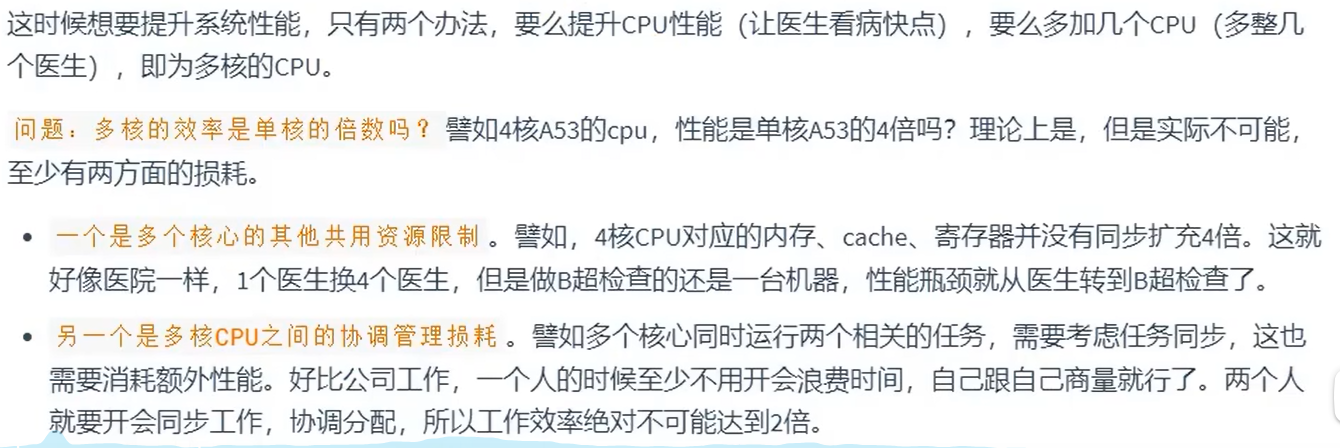 这时候想要提升系统性能，只有两个办法，要么提升CPU性能（让医生看病快点），要么多加几个CPU（多整几
个医生），即为多核的CPU。
问题：多核的效率是单核的倍数吗？譬如4核A53的cpu，性能是单核A53的4倍吗？理论上是，但是实际不可能，
至少有两方面的损耗。
• 一个是多个核心的其他共用资源限制。譬如，4核CPU对应的内存、cache、寄存器并没有同步扩充4倍。这就
好像医院一样，1个医生换4个医生，但是做B超检查的还是一台机器，性能瓶颈就从医生转到B超检查了。
• 另一个是多核CPU之间的协调管理损耗。譬如多个核心同时运行两个相关的任务，需要考虑任务同步，这也
需要消耗额外性能。好比公司工作，一个人的时候至少不用开会浪费时间，自己跟自己商量就行了。两个人
就要开会同步工作，协调分配，所以工作效率绝对不可能达到2倍。